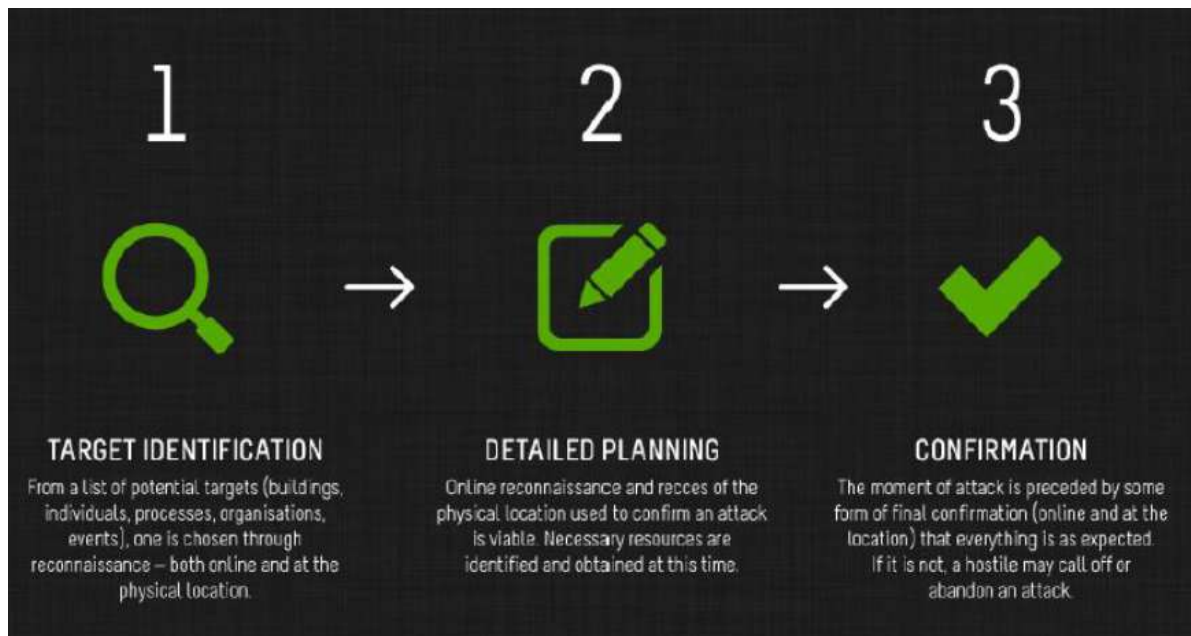 1
2
3
TARGET IDENTIFICATION
From a list of potential targets (buildings,
individuals, processes, organisations,
events), one is chosen through
reconnaissance – both online and at the
physical location.
DETAILED PLANNING
Online reconnaissance and recces of the
physical location used to confirm an attack
is viable. Necessary resources are
identified and obtained at this time.
CONFIRMATION
The moment of attack is preceded by some
form of final confirmation (online and at the
location) that everything is as expected.
If it is not, a hostile may call off or
abandon an attack.